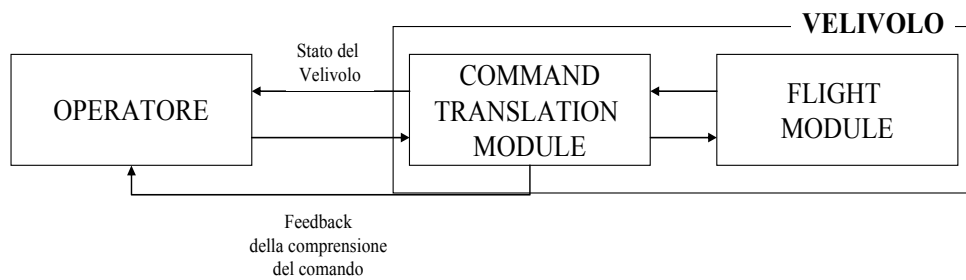 VELIVOLO
Stato del
Velivolo
OPERATORE
COMMAND
TRANSLATION
MODULE
FLIGHT
MODULE
Feedback
della comprensione
del comando